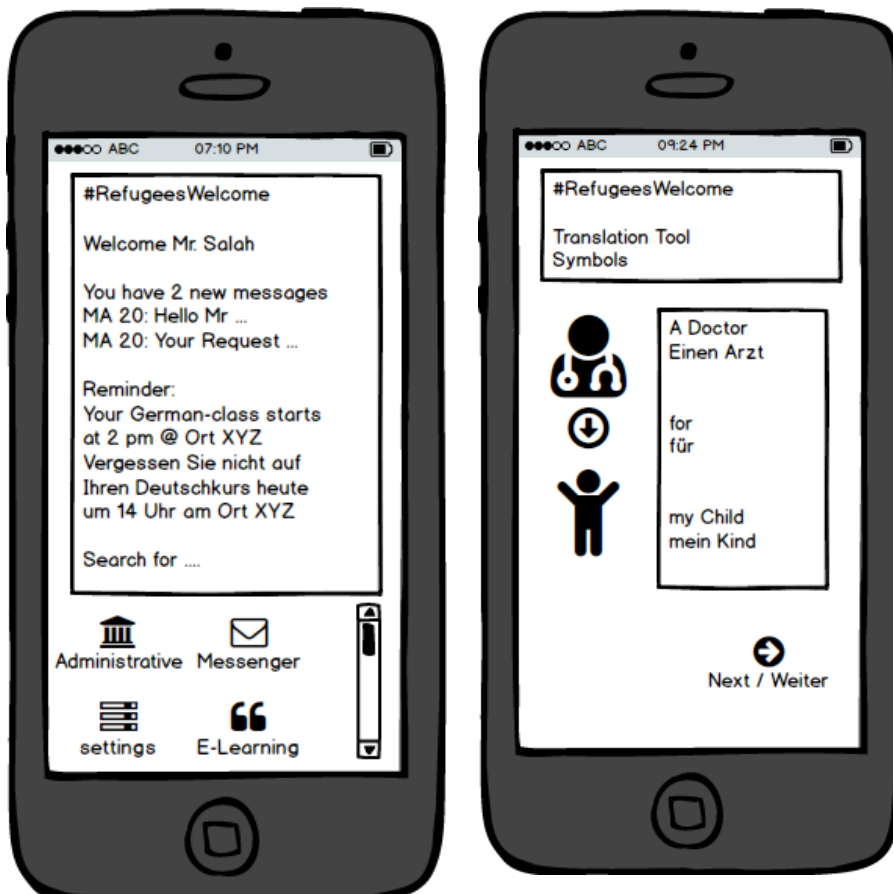 ABC 07:10 PM
#RefugeesWelcome
Welcome Mr. Salah
You have 2 new messages
MA 20: Hello Mr ...
MA 20: Your Request ...
Reminder:
Your German-class starts
at 2 pm @ Ort XYZ
Vergessen Sie nicht auf
Ihren Deutschkurs heute
um 14 Uhr am Ort XYZ
Search for ....
Administrative Messenger
settings E-Learning
ABC 09:24 PM
#RefugeesWelcome
Translation Tool
Symbols
A Doctor
Einen Arzt
for
für
my Child
mein Kind
Next / Weiter